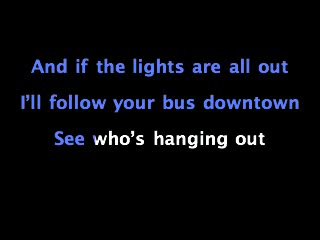 And if the lights are all out
I'll follow your bus downtown
See who's hanging out